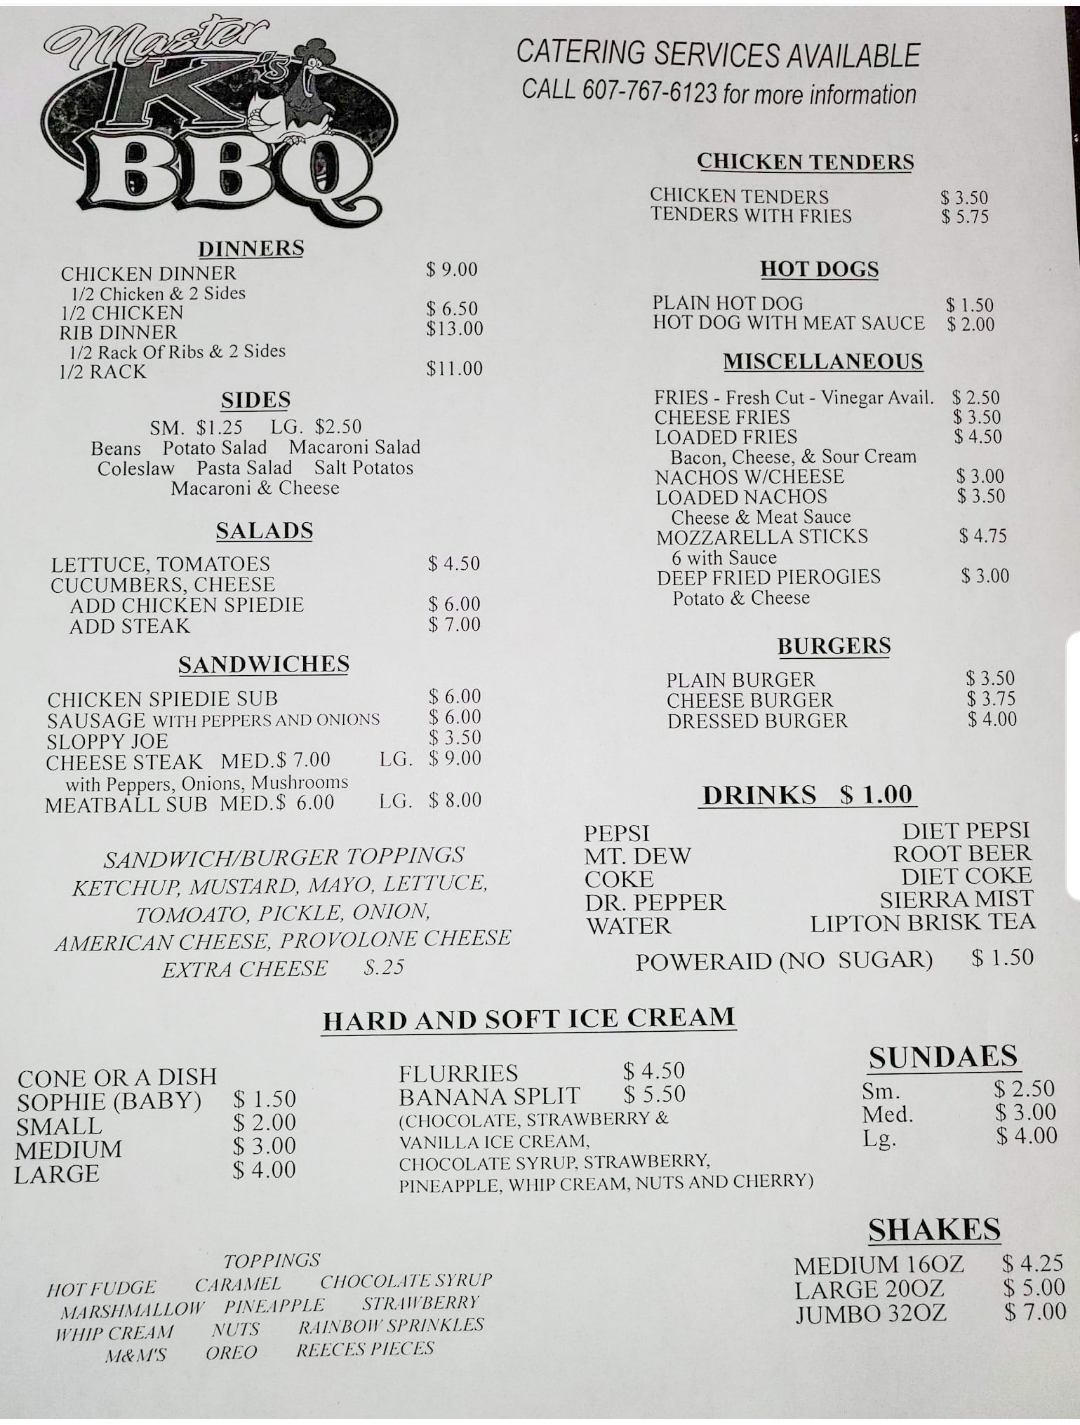 Master
K's
BBQ
CATERING SERVICES AVAILABLE
CALL 607-767-6123 for more information
DINNERS
CHICKEN DINNER $ 9.00
1/2 Chicken & 2 Sides
1/2 CHICKEN $ 6.50
RIB DINNER $13.00
1/2 Rack Of Ribs & 2 Sides
1/2 RACK $11.00
SIDES
SM. $1.25 LG. $2.50
Beans Potato Salad Macaroni Salad
Coleslaw Pasta Salad Salt Potatos
Macaroni & Cheese
SALADS
LETTUCE, TOMATOES $ 4.50
CUCUMBERS, CHEESE
ADD CHICKEN SPIEDIE $ 6.00
ADD STEAK $ 7.00
SANDWICHES
CHICKEN SPIEDIE SUB $ 6.00
SAUSAGE WITH PEPPERS AND ONIONS $ 6.00
SLOPPY JOE $ 3.50
CHEESE STEAK MED.$ 7.00 LG. $ 9.00
with Peppers, Onions, Mushrooms
MEATBALL SUB MED.$ 6.00 LG. $ 8.00
SANDWICH/BURGER TOPPINGS
KETCHUP, MUSTARD, MAYO, LETTUCE,
TOMOATO, PICKLE, ONION,
AMERICAN CHEESE, PROVOLONE CHEESE
EXTRA CHEESE $.25
CHICKEN TENDERS
CHICKEN TENDERS $ 3.50
TENDERS WITH FRIES $ 5.75
HOT DOGS
PLAIN HOT DOG $ 1.50
HOT DOG WITH MEAT SAUCE $ 2.00
MISCELLANEOUS
FRIES - Fresh Cut - Vinegar Avail. $ 2.50
CHEESE FRIES $ 3.50
LOADED FRIES $ 4.50
Bacon, Cheese, & Sour Cream
NACHOS W/CHEESE $ 3.00
LOADED NACHOS $ 3.50
Cheese & Meat Sauce
MOZZARELLA STICKS $ 4.75
6 with Sauce
DEEP FRIED PIEROGIES $ 3.00
Potato & Cheese
BURGERS
PLAIN BURGER $ 3.50
CHEESE BURGER $ 3.75
DRESSED BURGER $ 4.00
DRINKS $ 1.00
PEPSI DIET PEPSI
MT. DEW ROOT BEER
COKE DIET COKE
DR. PEPPER SIERRA MIST
WATER LIPTON BRISK TEA
POWERAID (NO SUGAR) $ 1.50
HARD AND SOFT ICE CREAM
CONE OR A DISH
SOPHIE (BABY) $ 1.50
SMALL $ 2.00
MEDIUM $ 3.00
LARGE $ 4.00
FLURRIES $ 4.50
BANANA SPLIT $ 5.50
(CHOCOLATE, STRAWBERRY &
VANILLA ICE CREAM,
CHOCOLATE SYRUP, STRAWBERRY,
PINEAPPLE, WHIP CREAM, NUTS AND CHERRY)
SUNDAES
Sm. $ 2.50
Med. $ 3.00
Lg. $ 4.00
TOPPINGS
HOT FUDGE CARAMEL CHOCOLATE SYRUP
MARSHMALLOW PINEAPPLE STRAWBERRY
WHIP CREAM NUTS RAINBOW SPRINKLES
M&M'S OREO REECES PIECES
SHAKES
MEDIUM 16OZ $ 4.25
LARGE 20OZ $ 5.00
JUMBO 32OZ $ 7.00